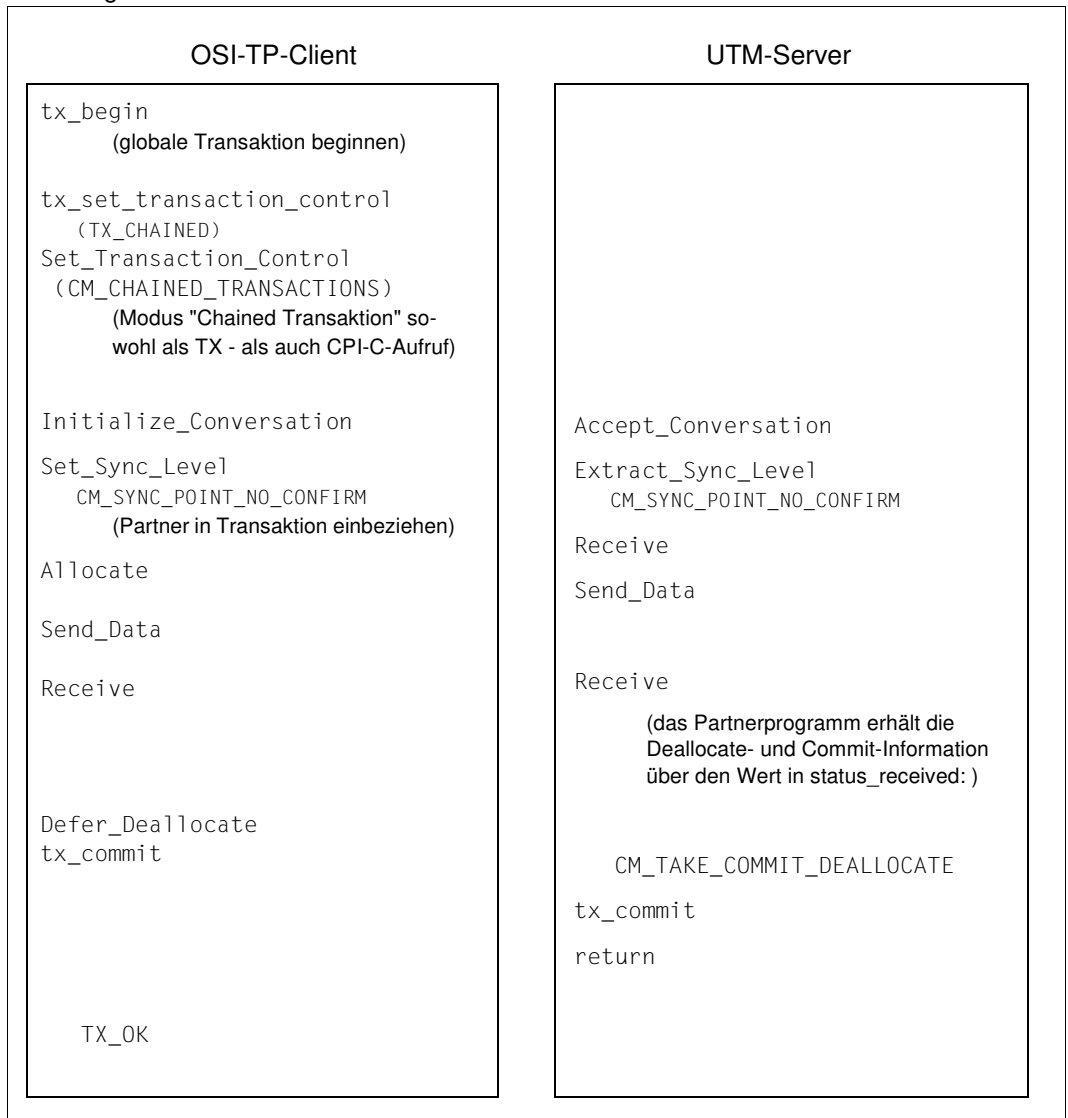 OSI-TP-Client
tx_begin
(globale Transaktion beginnen)
tx_set_transaction_control
(TX_CHAINED)
Set_Transaction_Control
(CM_CHAINED_TRANSACTIONS)
(Modus "Chained Transaktion" so-
wohl als TX - als auch CPI-C-Aufruf)
Initialize_Conversation
Set_Sync_Level
CM_SYNC_POINT_NO_CONFIRM
(Partner in Transaktion einbeziehen)
Allocate
Send_Data
Receive
Defer_Deallocate
tx_commit
TX_OK
UTM-Server
Accept_Conversation
Extract_Sync_Level
CM_SYNC_POINT_NO_CONFIRM
Receive
Send_Data
Receive
(das Partnerprogramm erhält die
Deallocate- und Commit-Information
über den Wert in status_received: )
CM_TAKE_COMMIT_DEALLOCATE
tx_commit
return